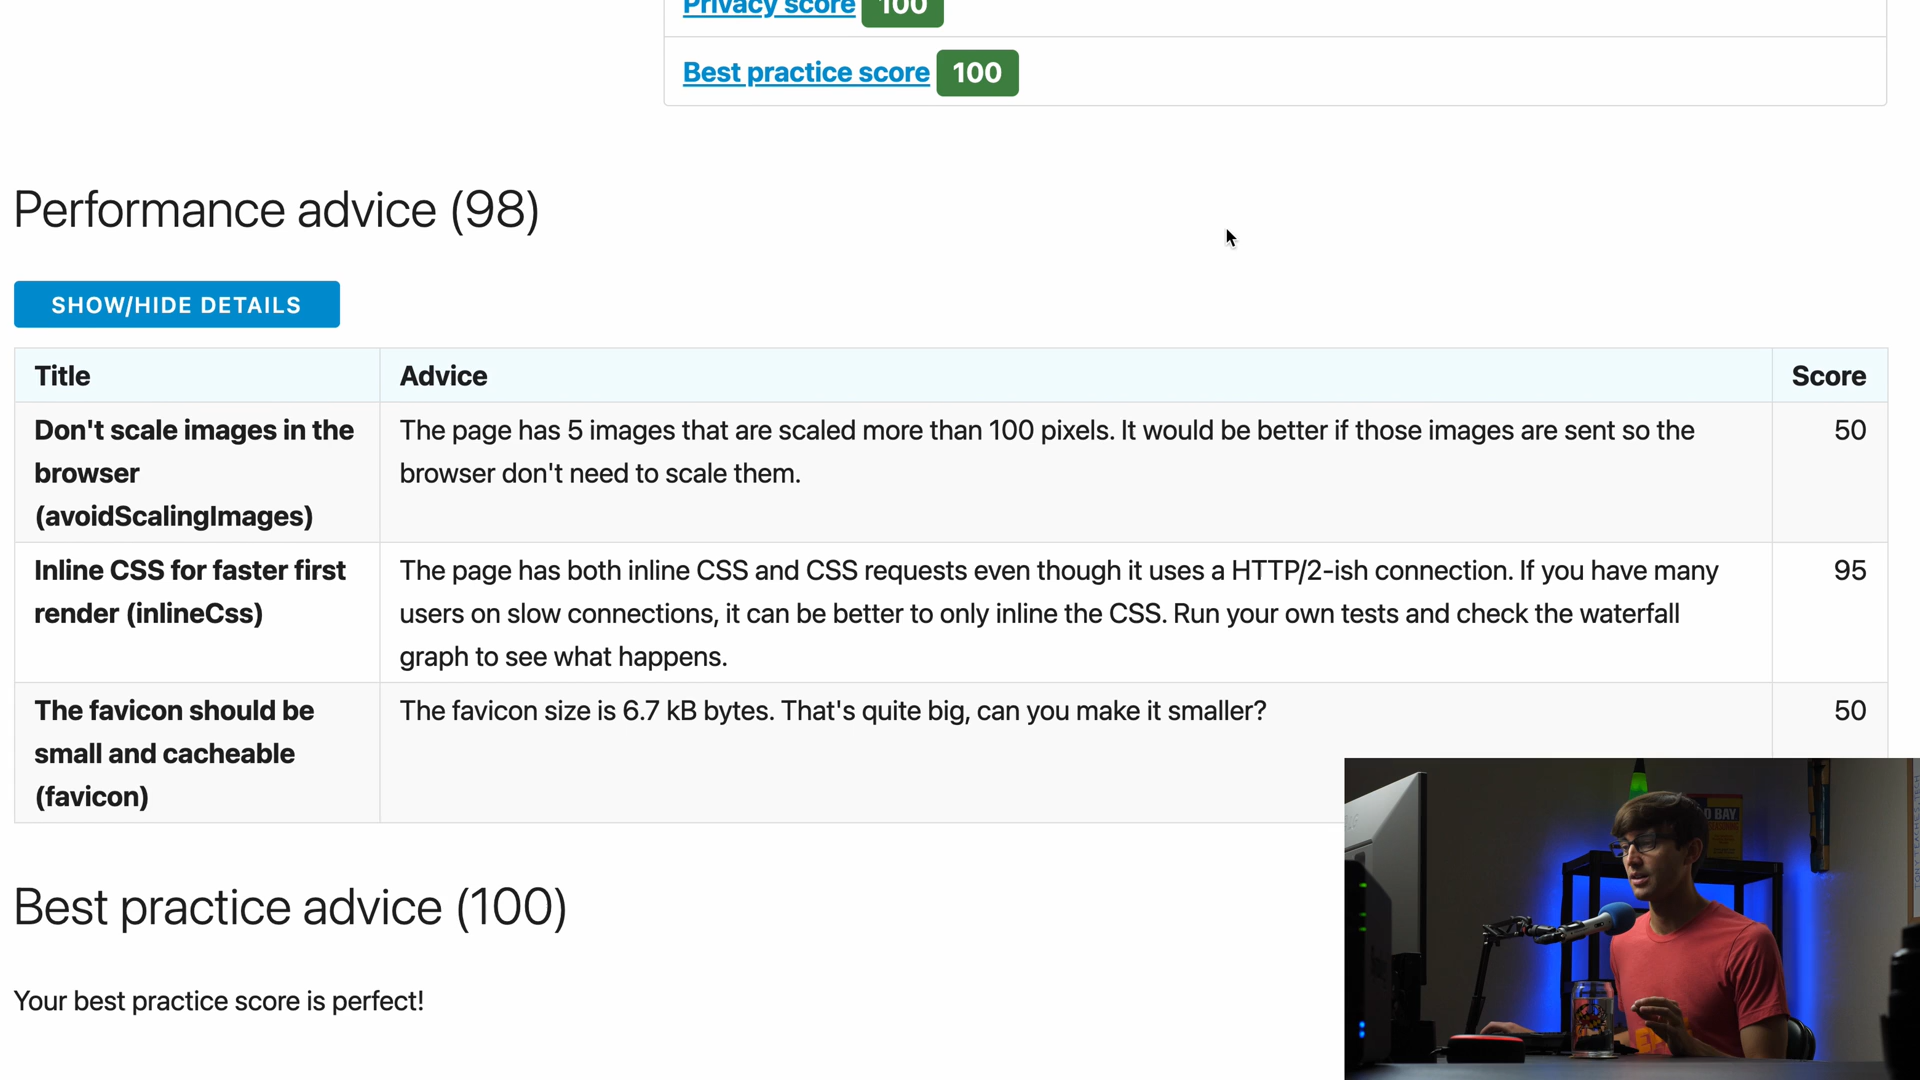 Privacy score 100
Best practice score 100
Performance advice (98)
SHOW/HIDE DETAILS
Title Advice Score
Don't scale images in the browser (avoidScalingImages)
The page has 5 images that are scaled more than 100 pixels. It would be better if those images are sent so the
browser don't need to scale them.
50
Inline CSS for faster first render (inlineCss)
The page has both inline CSS and CSS requests even though it uses a HTTP/2-ish connection. If you have many
users on slow connections, it can be better to only inline the CSS. Run your own tests and check the waterfall
graph to see what happens.
95
The favicon should be small and cacheable (favicon)
The favicon size is 6.7 kB bytes. That's quite big, can you make it smaller?
50
BAY
Best practice advice (100)
Your best practice score is perfect!